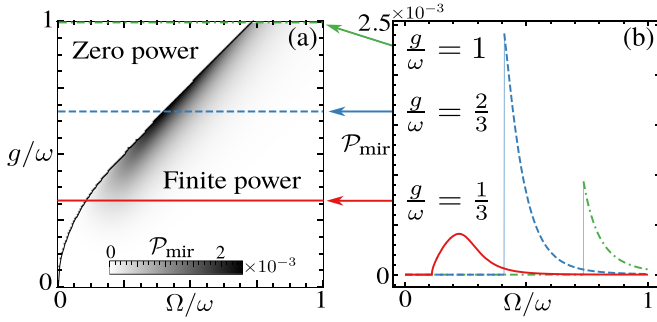 1
(a)
Zero power
g/ω
Finite power
0 𝒫mir 2
×10⁻³
0
0 Ω/ω 1
2.5 ×10⁻³
(b)
g/ω = 1
g/ω = 2/3
𝒫mir
g/ω = 1/3
0
0 Ω/ω 1